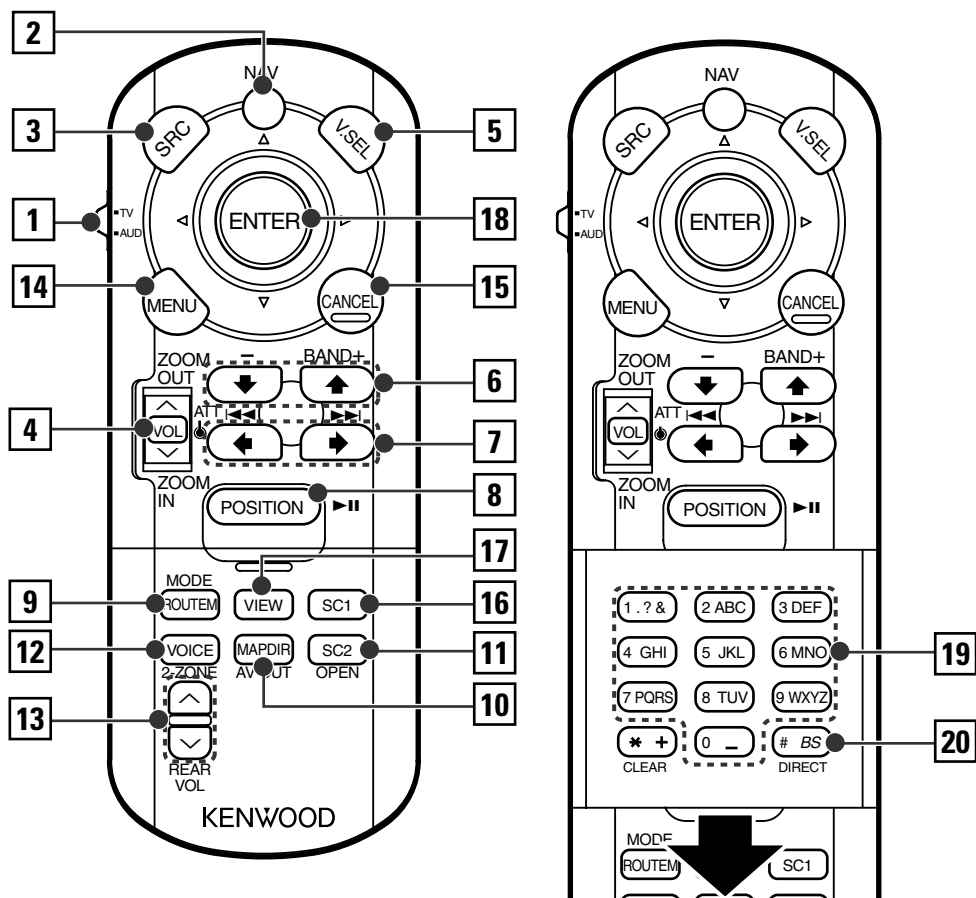 2
NAV
3
SRC
V.SEL
5
1
TV
AUD
ENTER
18
14
MENU
CANCEL
15
ZOOM
OUT
− BAND+
6
4
VOL
ATT
7
ZOOM
IN
POSITION
8
17
MODE
9
ROUTEM
VIEW
SC1
16
12
VOICE
MAPDIR
SC2
11
2-ZONE
AV OUT
OPEN
10
13
REAR
VOL
KENWOOD
NAV
SRC
V.SEL
TV
AUD
ENTER
MENU
CANCEL
ZOOM
OUT
− BAND+
VOL
ATT
ZOOM
IN
POSITION
1 . ? & 2 ABC 3 DEF
4 GHI 5 JKL 6 MNO
19
7 PQRS 8 TUV 9 WXYZ
* + 0 _ # BS
20
CLEAR DIRECT
MODE
ROUTEM
SC1